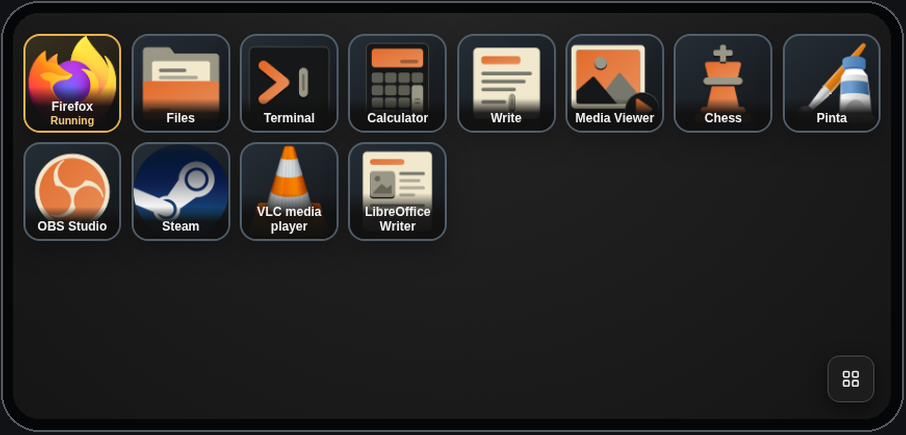 Firefox
Running
Files
Terminal
Calculator
Write
Media Viewer
Chess
Pinta
OBS Studio
Steam
VLC media
player
LibreOffice
Writer